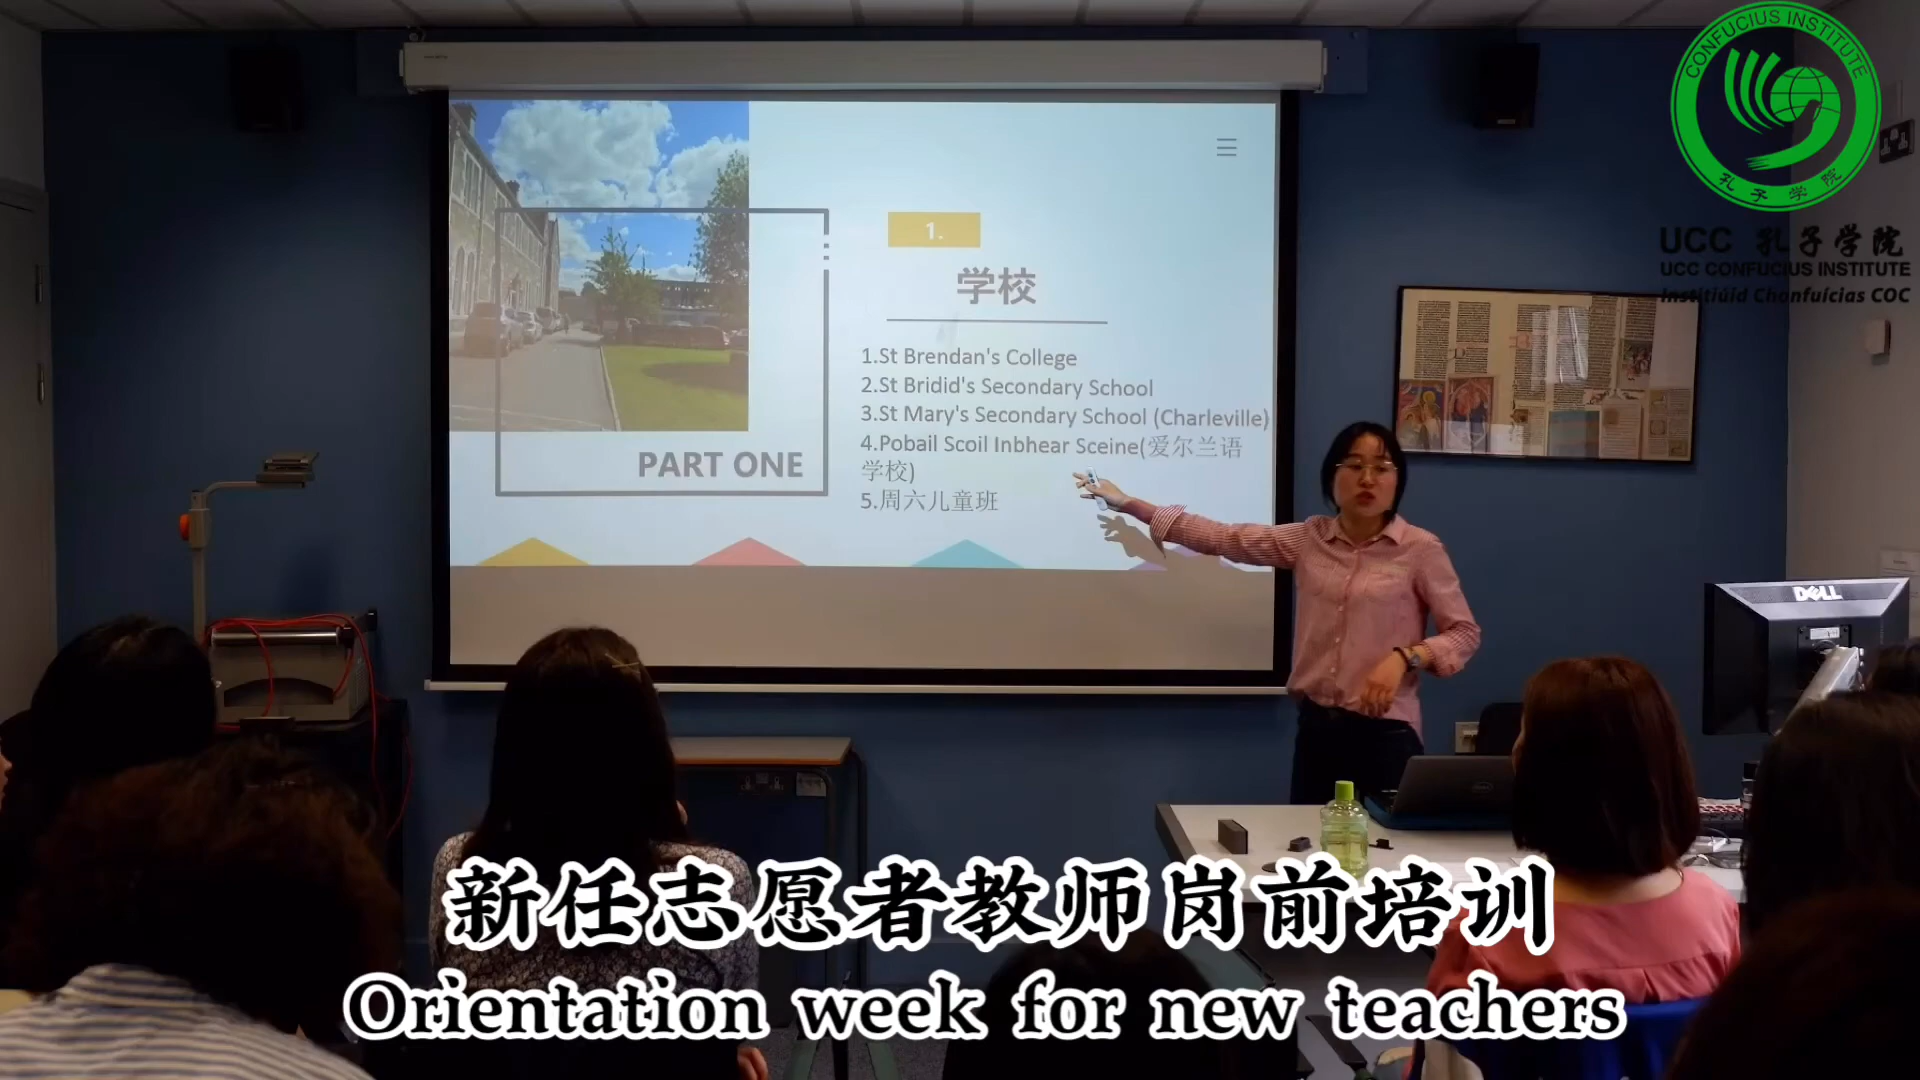 CONFUCIUS INSTITUTE
孔子学院
UCC 孔子学院
UCC CONFUCIUS INSTITUTE
Institiúid Chonfuícias COC
1.
学校
1.St Brendan's College
2.St Bridid's Secondary School
3.St Mary's Secondary School (Charleville)
4.Pobail Scoil Inbhear Sceine(爱尔兰语
学校)
5.周六儿童班
PART ONE
DELL
新任志愿者教师岗前培训
Orientation week for new teachers